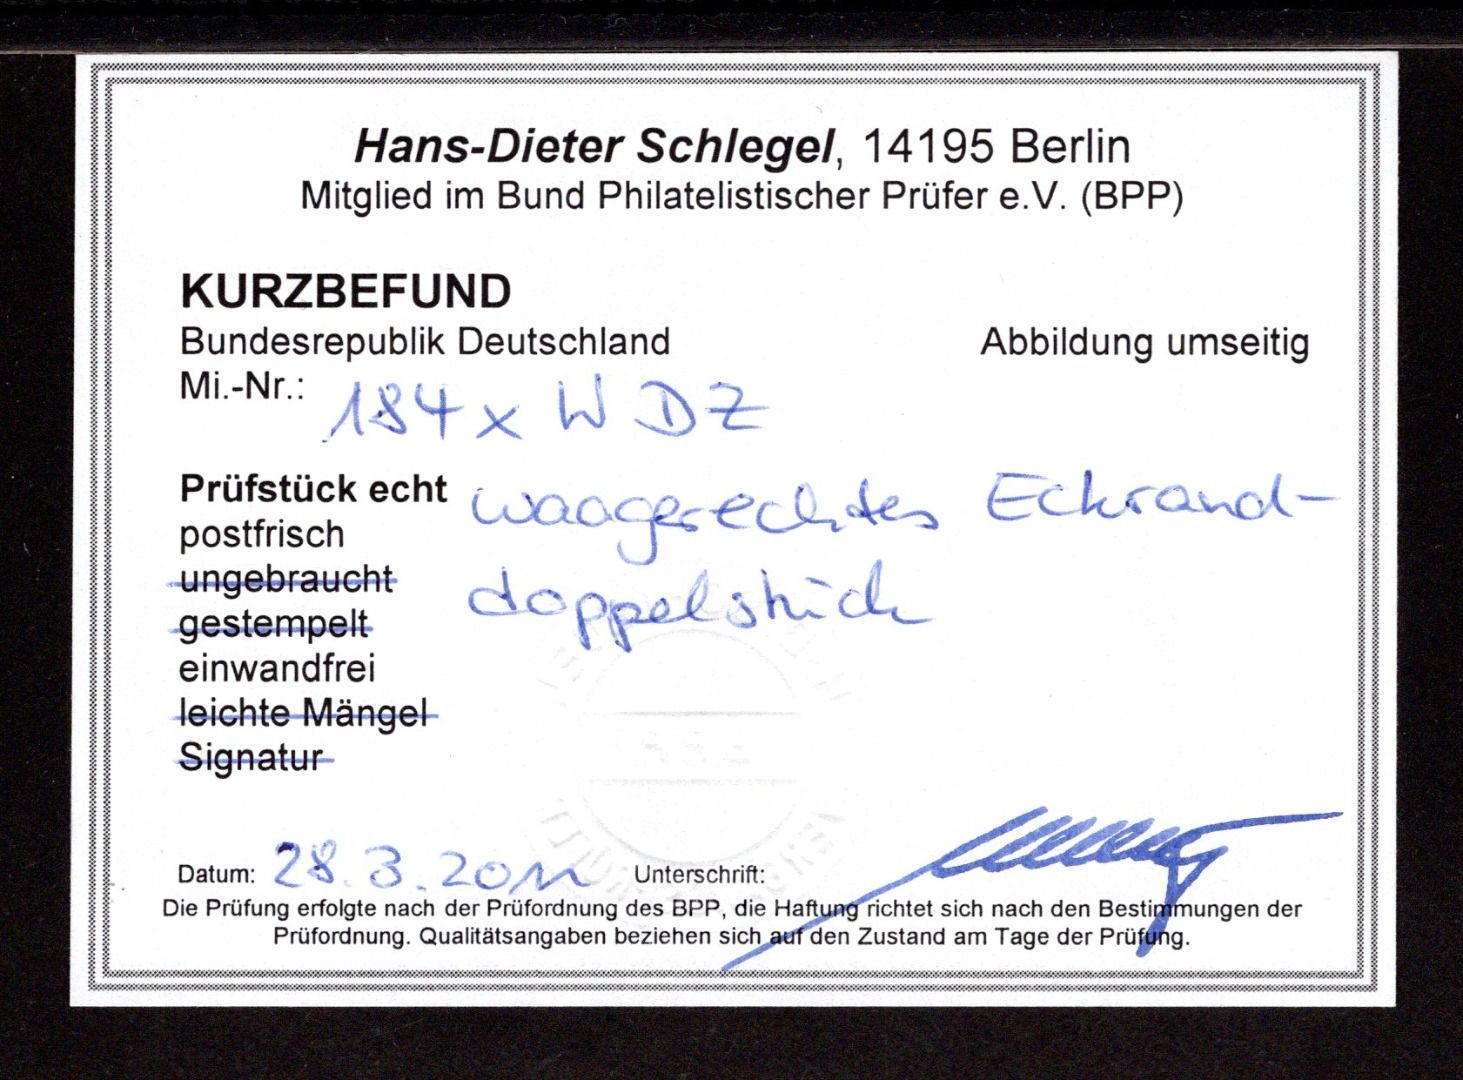 Hans-Dieter Schlegel, 14195 Berlin
Mitglied im Bund Philatelistischer Prüfer e.V. (BPP)
KURZBEFUND
Bundesrepublik Deutschland
Abbildung umseitig
Mi.-Nr.: 184 x W DZ
Prüfstück echt waagerechtes Eckrand-
postfrisch
ungebraucht doppelstück
gestempelt
einwandfrei
leichte Mängel
Signatur
Datum: 28.3.2011 Unterschrift:
Die Prüfung erfolgte nach der Prüfordnung des BPP, die Haftung richtet sich nach den Bestimmungen der
Prüfordnung. Qualitätsangaben beziehen sich auf den Zustand am Tage der Prüfung.